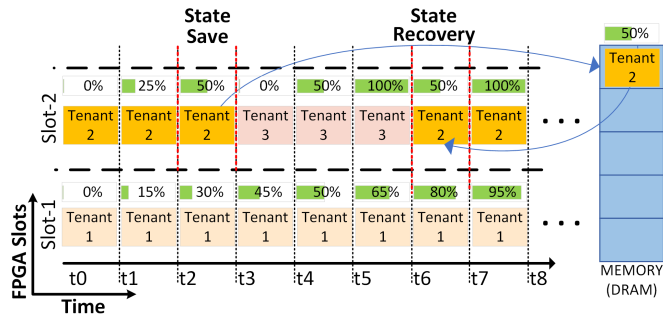 State
Save
State
Recovery
50%
0% 25% 50% 0% 50% 100% 50% 100%
Tenant Tenant Tenant Tenant Tenant Tenant Tenant Tenant
2 2 2 3 3 3 2 2
Tenant
2
Slot-2
...
0% 15% 30% 45% 50% 65% 80% 95%
Tenant Tenant Tenant Tenant Tenant Tenant Tenant Tenant
1 1 1 1 1 1 1 1
Slot-1
...
FPGA Slots
t0 t1 t2 t3 t4 t5 t6 t7 t8
Time
MEMORY
(DRAM)